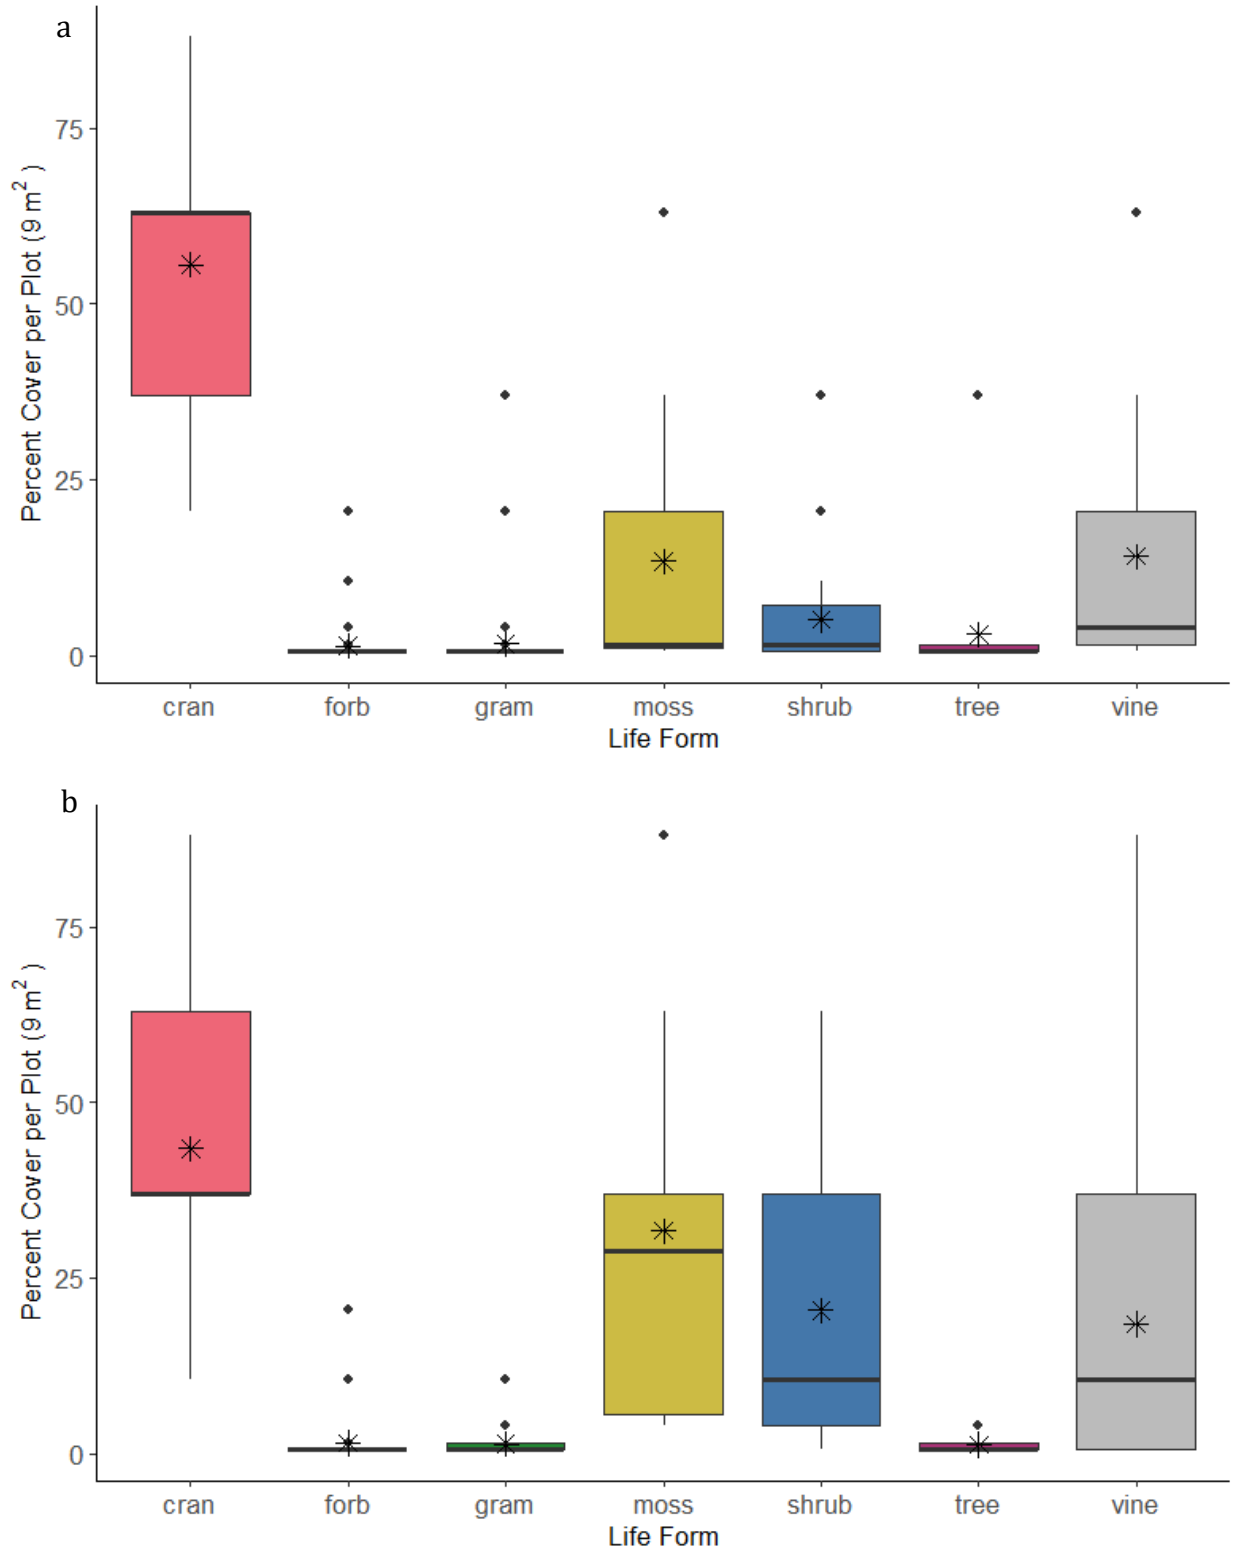 a
Percent Cover per Plot (9 m²)
75
50
25
0
cran forb gram moss shrub tree vine
Life Form
b
Percent Cover per Plot (9 m²)
75
50
25
0
cran forb gram moss shrub tree vine
Life Form